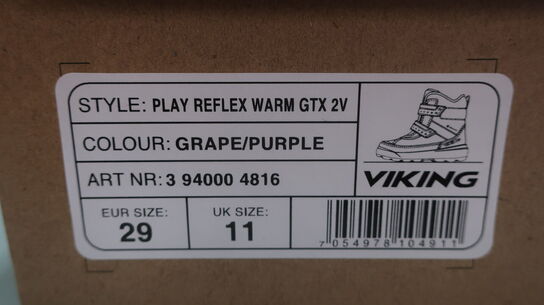 STYLE: PLAY REFLEX WARM GTX 2V
COLOUR: GRAPE/PURPLE
ART NR: 3 94000 4816
VIKING
EUR SIZE:
29
UK SIZE:
11
7 054978 104911